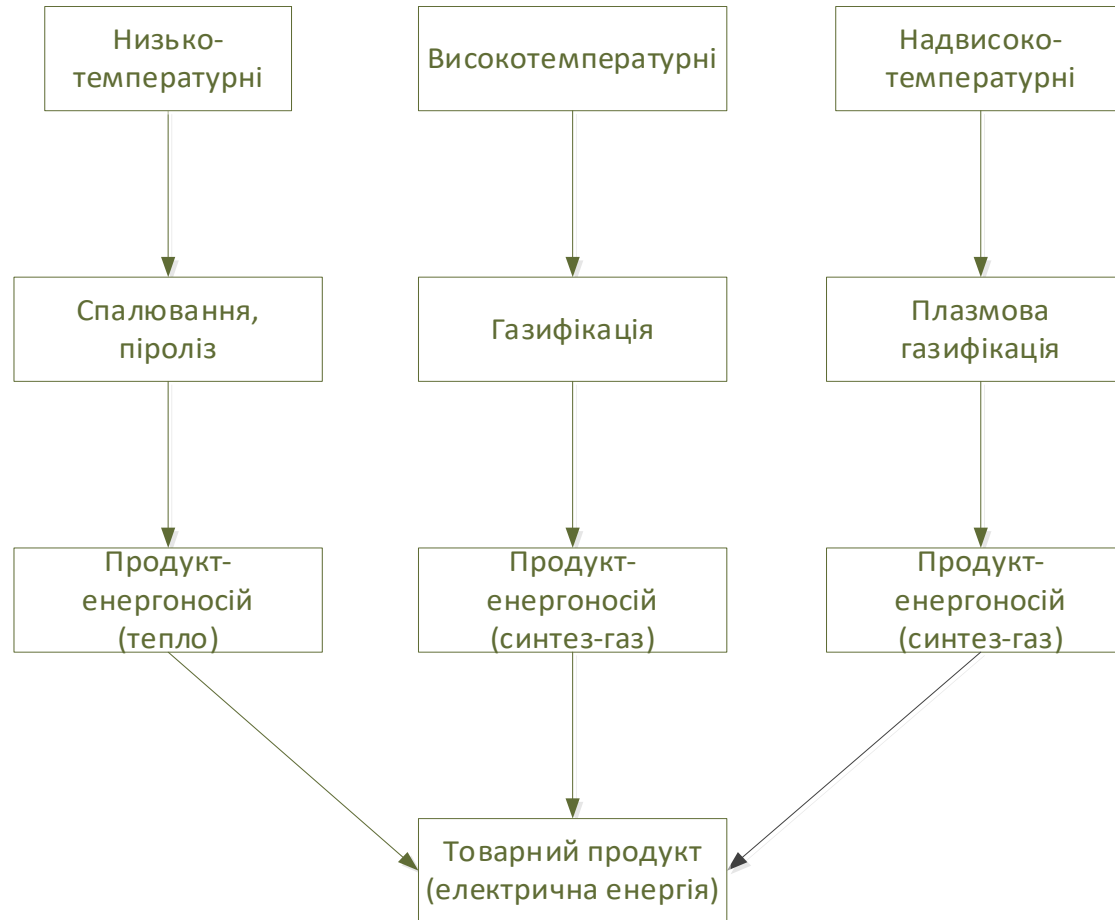 Низько-
температурні
Високотемпературні
Надвисоко-
температурні
Спалювання,
піроліз
Газифікація
Плазмова
газифікація
Продукт-
енергоносій
(тепло)
Продукт-
енергоносій
(синтез-газ)
Продукт-
енергоносій
(синтез-газ)
Товарний продукт
(електрична енергія)